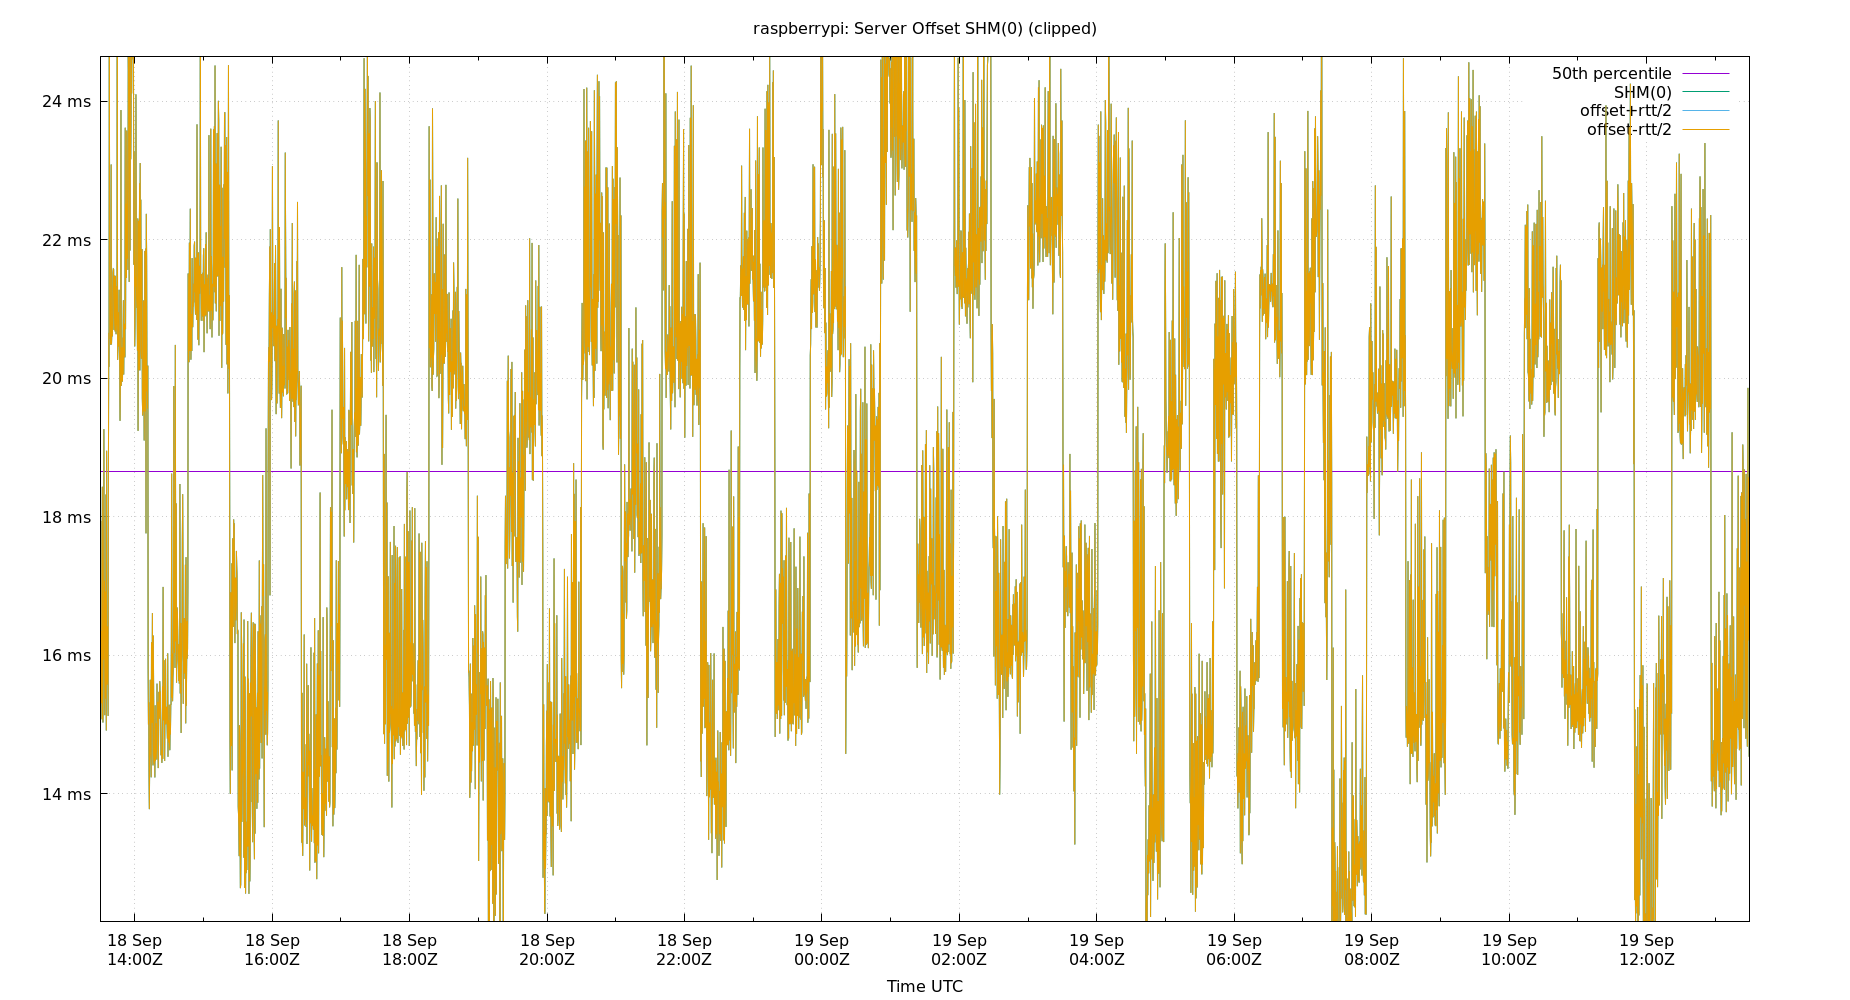 raspberrypi: Server Offset SHM(0) (clipped)
50th percentile
SHM(0)
offset+rtt/2
offset-rtt/2
24 ms
22 ms
20 ms
18 ms
16 ms
14 ms
18 Sep 18 Sep 18 Sep 18 Sep 18 Sep 19 Sep 19 Sep 19 Sep 19 Sep 19 Sep 19 Sep 19 Sep
14:00Z 16:00Z 18:00Z 20:00Z 22:00Z 00:00Z 02:00Z 04:00Z 06:00Z 08:00Z 10:00Z 12:00Z
Time UTC